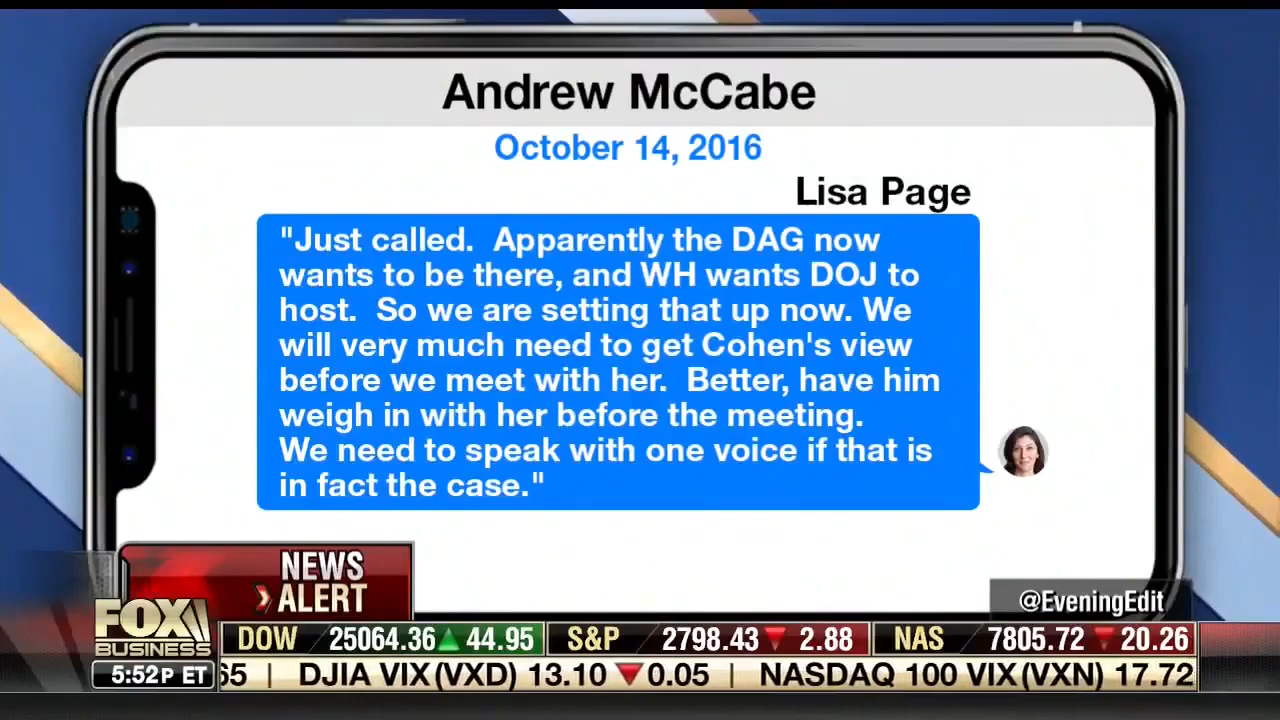 Andrew McCabe
October 14, 2016
Lisa Page
"Just called.  Apparently the DAG now
wants to be there, and WH wants DOJ to
host.  So we are setting that up now. We
will very much need to get Cohen's view
before we meet with her.  Better, have him
weigh in with her before the meeting.
We need to speak with one voice if that is
in fact the case."
NEWS
ALERT
@EveningEdit
FOX
BUSINESS
DOW 25064.36 44.95 S&P 2798.43 2.88 NAS 7805.72 20.26
5:52P ET
65 | DJIA VIX (VXD) 13.10 0.05 | NASDAQ 100 VIX (VXN) 17.72